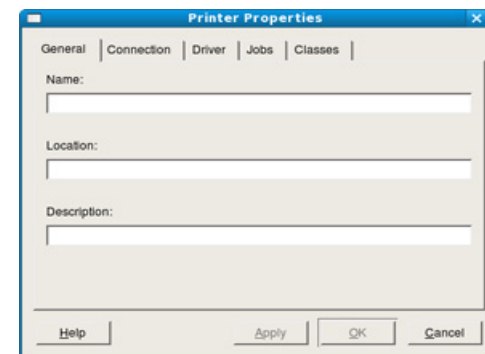 Printer Properties
General Connection Driver Jobs Classes
Name:
Location:
Description:
Help Apply OK Cancel